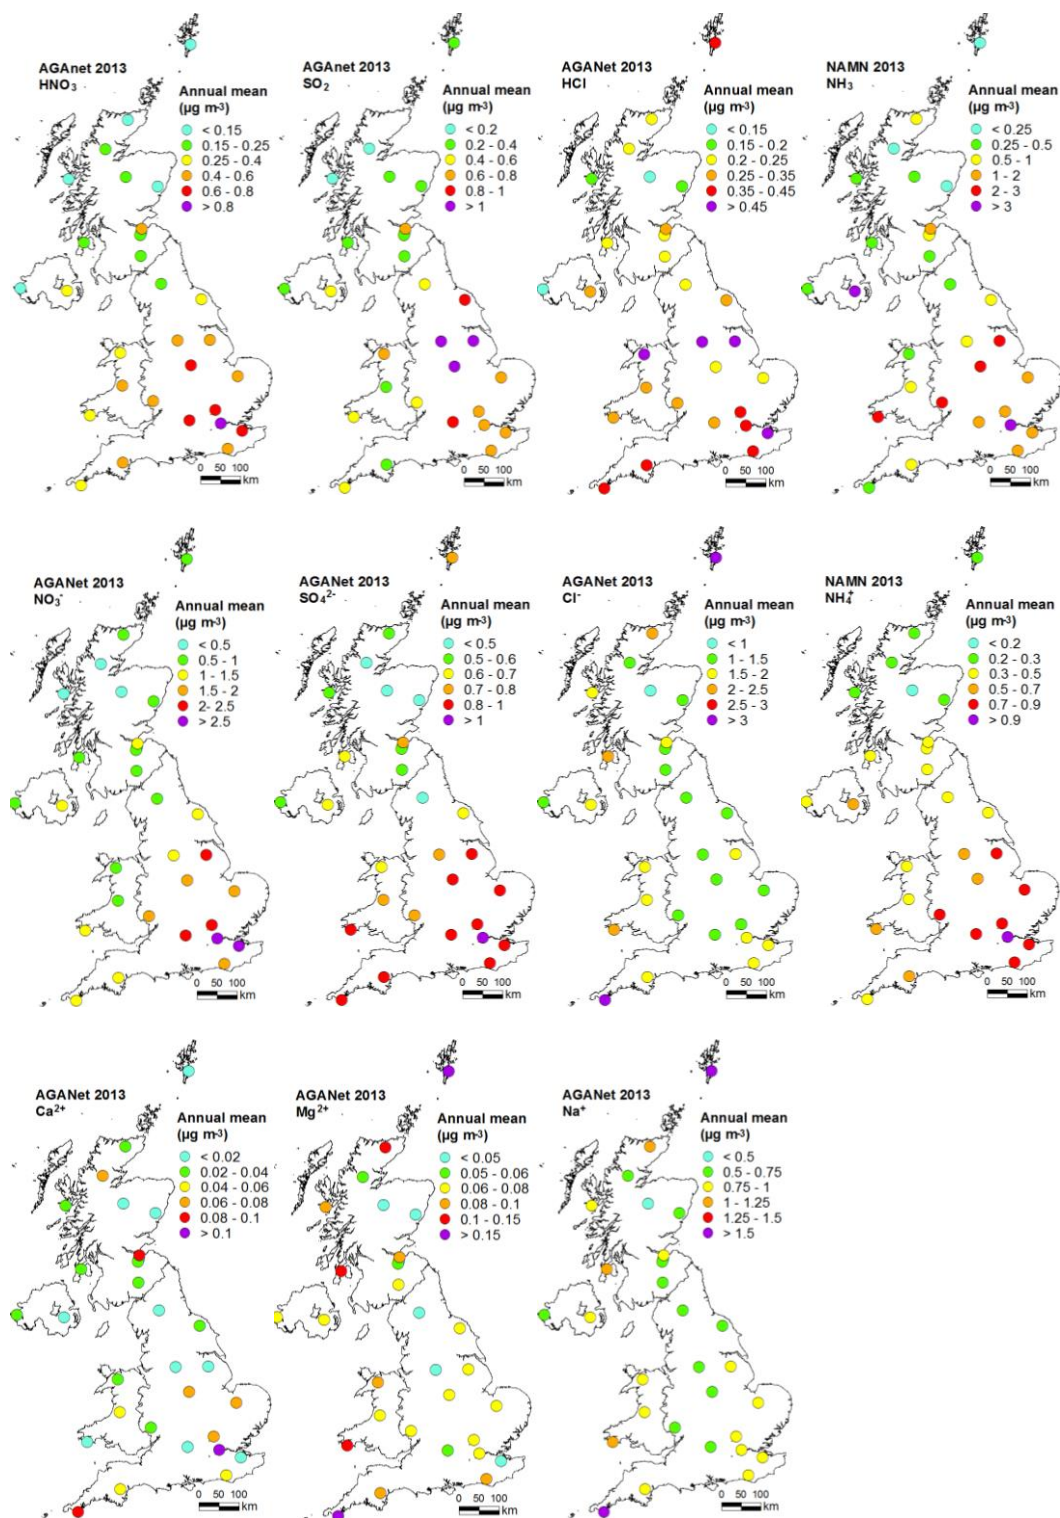 AGAnet 2013
HNO₃
Annual mean
(µg m-³)
< 0.15
0.15 - 0.25
0.25 - 0.4
0.4 - 0.6
0.6 - 0.8
> 0.8
0 50 100
km
AGAnet 2013
SO₂
Annual mean
(µg m-³)
< 0.2
0.2 - 0.4
0.4 - 0.6
0.6 - 0.8
0.8 - 1
> 1
0 50 100
km
AGANet 2013
HCl
Annual mean
(µg m-³)
< 0.15
0.15 - 0.2
0.2 - 0.25
0.25 - 0.35
0.35 - 0.45
> 0.45
0 50 100
km
NAMN 2013
NH₃
Annual mean
(µg m-³)
< 0.25
0.25 - 0.5
0.5 - 1
1 - 2
2 - 3
> 3
0 50 100
km
AGANet 2013
NO₃⁻
Annual mean
(µg m-³)
< 0.5
0.5 - 1
1 - 1.5
1.5 - 2
2 - 2.5
> 2.5
0 50 100
km
AGANet 2013
SO₄²⁻
Annual mean
(µg m-³)
< 0.5
0.5 - 0.6
0.6 - 0.7
0.7 - 0.8
0.8 - 1
> 1
0 50 100
km
AGANet 2013
Cl⁻
Annual mean
(µg m-³)
< 1
1 - 1.5
1.5 - 2
2 - 2.5
2.5 - 3
> 3
0 50 100
km
NAMN 2013
NH₄⁺
Annual mean
(µg m-³)
< 0.2
0.2 - 0.3
0.3 - 0.5
0.5 - 0.7
0.7 - 0.9
> 0.9
0 50 100
km
AGANet 2013
Ca²⁺
Annual mean
(µg m-³)
< 0.02
0.02 - 0.04
0.04 - 0.06
0.06 - 0.08
0.08 - 0.1
> 0.1
0 50 100
km
AGANet 2013
Mg²⁺
Annual mean
(µg m-³)
< 0.05
0.05 - 0.06
0.06 - 0.08
0.08 - 0.1
0.1 - 0.15
> 0.15
0 50 100
km
AGANet 2013
Na⁺
Annual mean
(µg m-³)
< 0.5
0.5 - 0.75
0.75 - 1
1 - 1.25
1.25 - 1.5
> 1.5
0 50 100
km